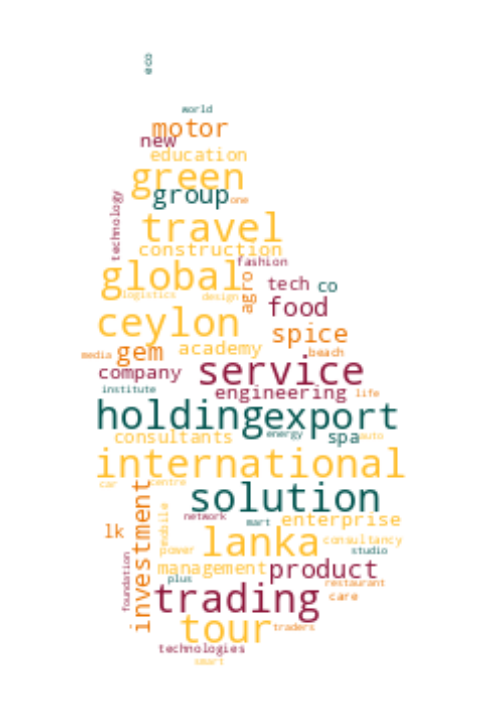 eco
world
motor
new
education
green
group one
technology
travel
construction
fashion
global
tech co
logistics design agro
food
ceylon
spice
media gem academy beach
company service
institute engineering life
holding export
consultants energy spa auto
international
car centre
solution
investment
network mart enterprise
lk mobile lanka consultancy
power studio
foundation management product
plus restaurant
trading care
tour traders
technologies
smart